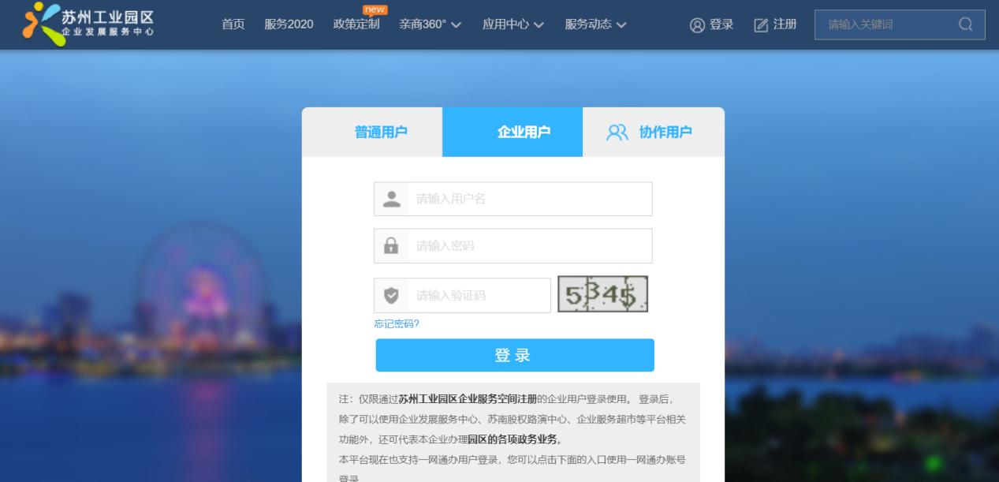 苏州工业园区
企业发展服务中心
首页 服务2020 政策定制 new 亲商360° 应用中心 服务动态 登录 注册 请输入关键词
普通用户 企业用户 协作用户
请输入用户名
请输入密码
请输入验证码 5345
忘记密码?
登 录
注：仅限通过苏州工业园区企业服务空间注册的企业用户登录使用。 登录后，
除了可以使用企业发展服务中心、苏南股权路演中心、企业服务超市等平台相关
功能外，还可代表本企业办理园区的各项政务业务。
本平台现在也支持一网通办用户登录，您可以点击下面的入口使用一网通办账号
登录